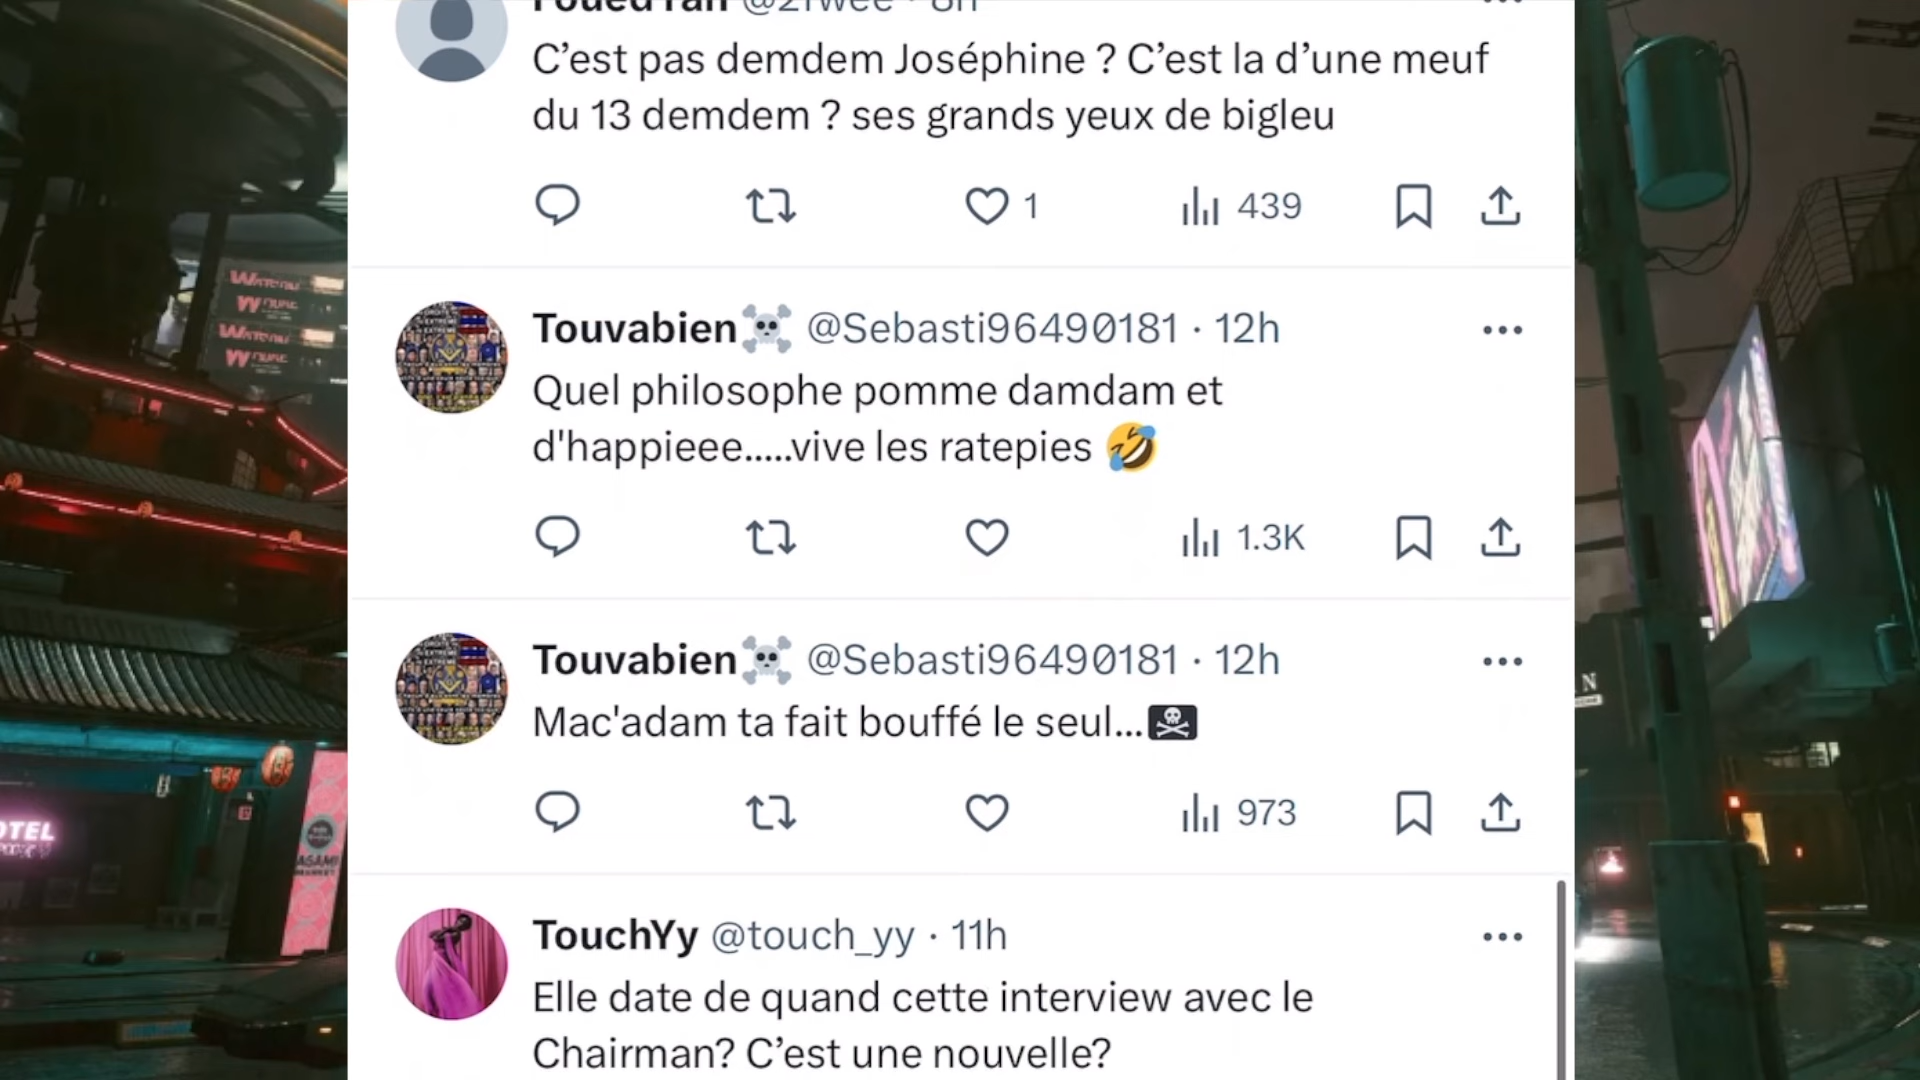 C’est pas demdem Joséphine ? C’est la d’une meuf
du 13 demdem ? ses grands yeux de bigleu
1
439
Touvabien☠️ @Sebasti96490181 · 12h
Quel philosophe pomme damdam et
d'happieee.....vive les ratepies 🤣
1.3K
Touvabien☠️ @Sebasti96490181 · 12h
Mac'adam ta fait bouffé le seul...🏴‍☠️
973
TouchYy @touch_yy · 11h
Elle date de quand cette interview avec le
Chairman? C’est une nouvelle?